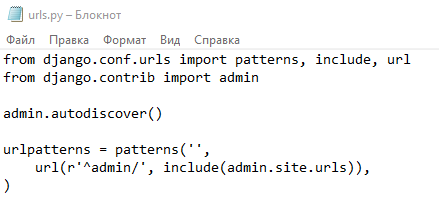 urls.py – Блокнот
Файл Правка Формат Вид Справка
from django.conf.urls import patterns, include, url
from django.contrib import admin
admin.autodiscover()
urlpatterns = patterns('',
    url(r'^admin/', include(admin.site.urls)),
)